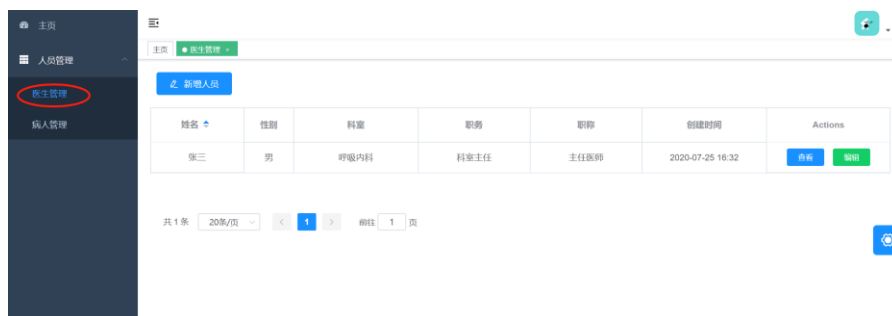 主页
人员管理
医生管理
病人管理
主页 医生管理 ×
新增人员
姓名 性别 科室 职务 职称 创建时间 Actions
张三 男 呼吸内科 科室主任 主任医师 2020-07-25 16:32 查看 编辑
共 1 条 20条/页 < 1 > 前往 1 页